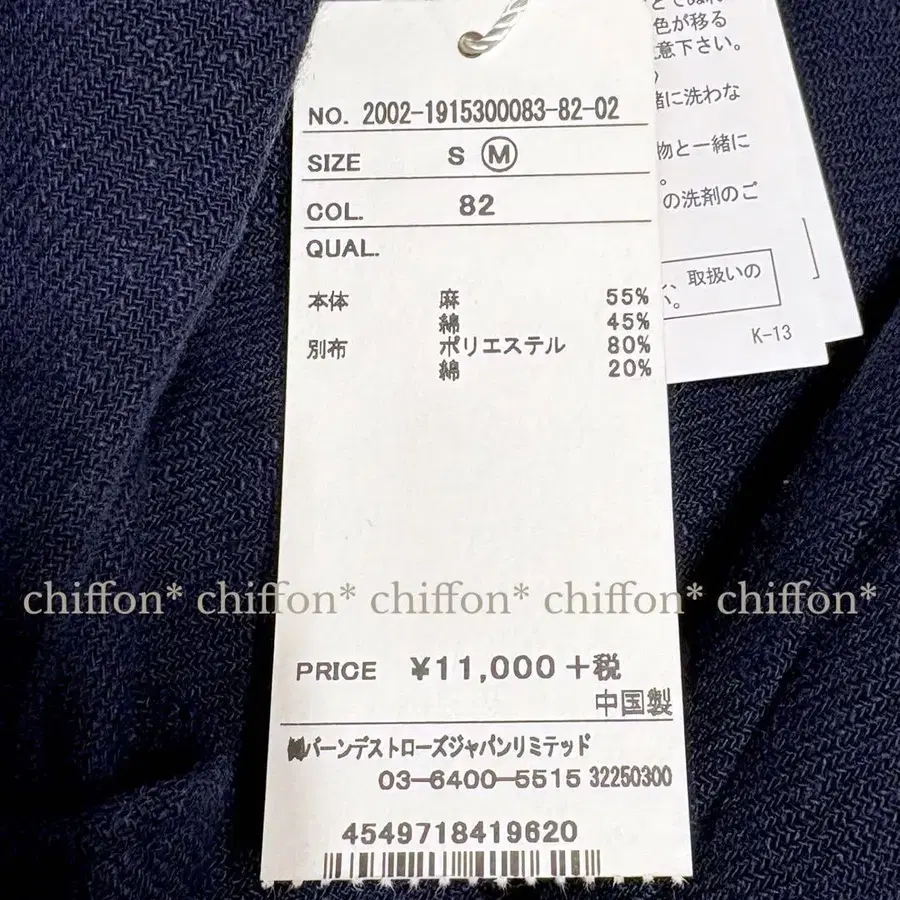 NO. 2002-1915300083-82-02
SIZE S Ⓜ
COL. 82
QUAL.
本体 麻 55%
綿 45%
別布 ポリエステル 80%
綿 20%
chiffon* chiffon* chiffon* chiffon* chiffon*
PRICE ¥11,000 +税
中国製
バーンデストローズジャパンリミテッド
03-6400-5515 32250300
4549718419620
色が移る
意下さい。
緒に洗わな
物と一緒に
。
の洗剤のご
、取扱いの
い。
K-13